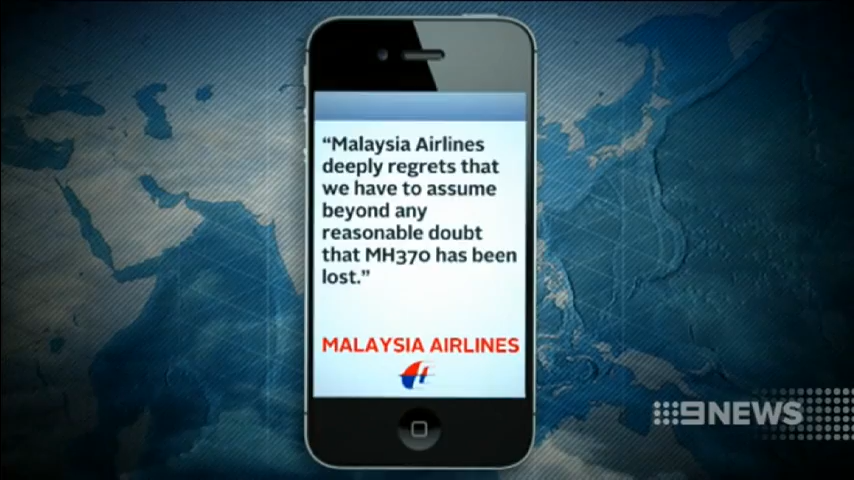 “Malaysia Airlines
deeply regrets that
we have to assume
beyond any
reasonable doubt
that MH370 has been
lost.”
MALAYSIA AIRLINES
9NEWS